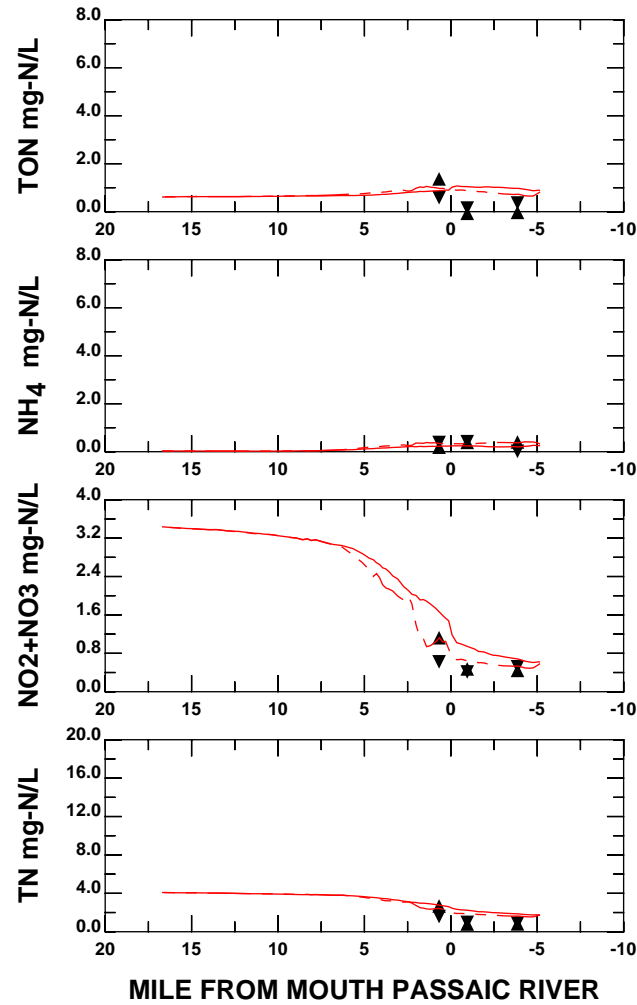 TON mg-N/L
8.0
6.0
4.0
2.0
0.0
20 15 10 5 0 -5 -10
NH4 mg-N/L
8.0
6.0
4.0
2.0
0.0
20 15 10 5 0 -5 -10
NO2+NO3 mg-N/L
4.0
3.2
2.4
1.6
0.8
0.0
20 15 10 5 0 -5 -10
TN mg-N/L
20.0
16.0
12.0
8.0
4.0
0.0
20 15 10 5 0 -5 -10
MILE FROM MOUTH PASSAIC RIVER